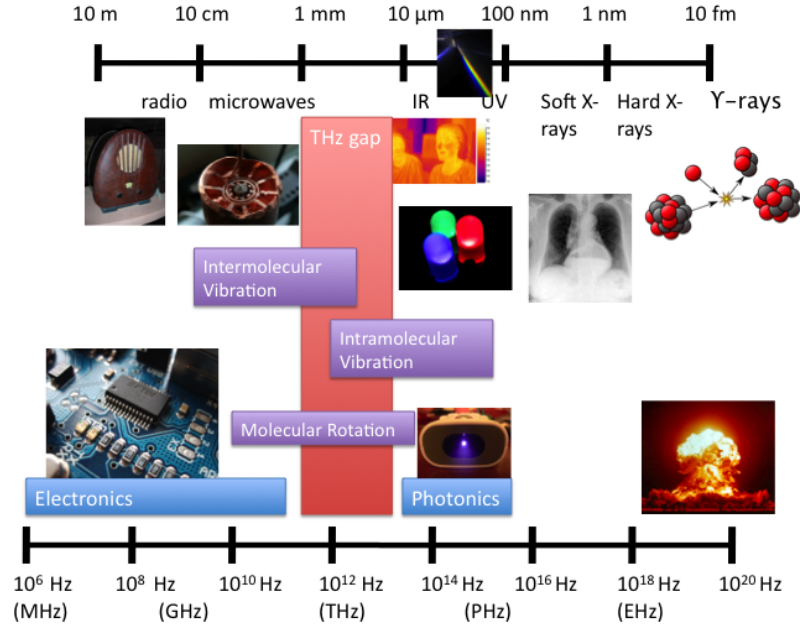 10 m 10 cm 1 mm 10 μm 100 nm 1 nm 10 fm
radio microwaves IR UV Soft X-
rays Hard X-
rays ϒ-rays
THz gap
Intermolecular
Vibration
Intramolecular
Vibration
Molecular Rotation
Electronics
Photonics
10⁶ Hz
(MHz)
10⁸ Hz
(GHz)
10¹⁰ Hz
10¹² Hz
(THz)
10¹⁴ Hz
(PHz)
10¹⁶ Hz
10¹⁸ Hz
(EHz)
10²⁰ Hz